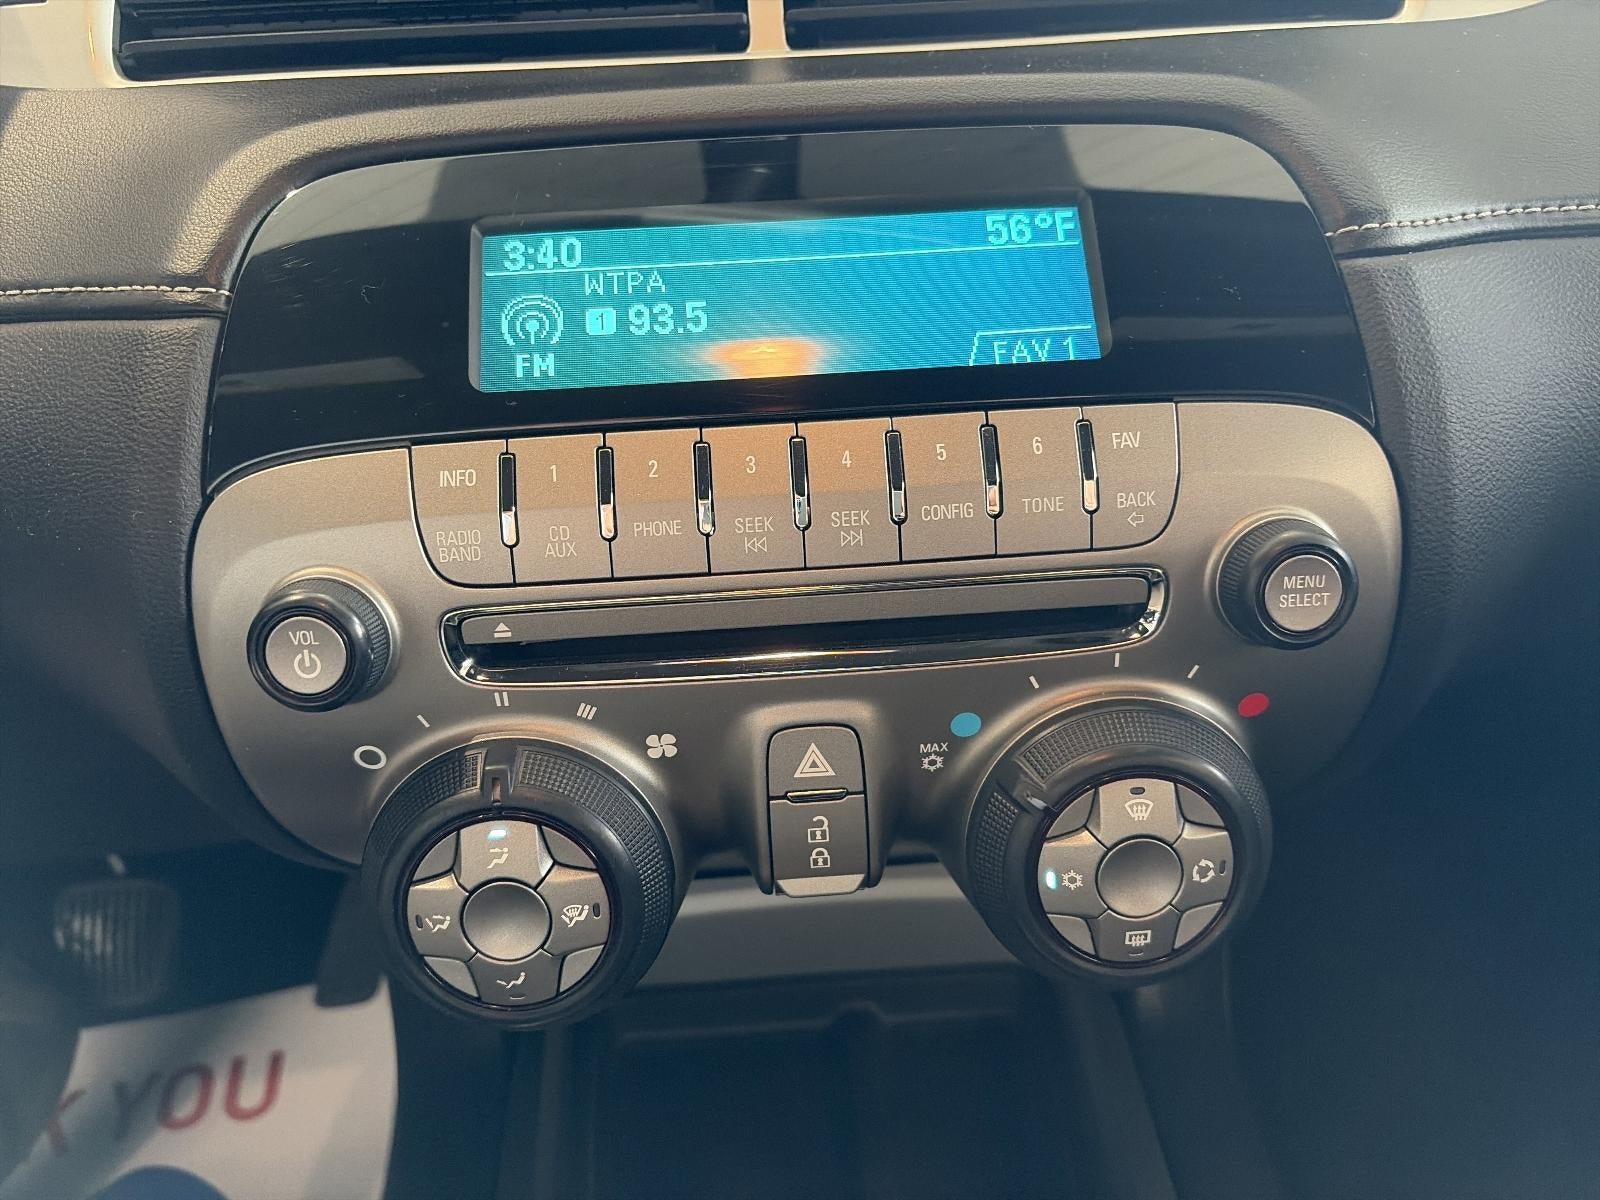 3:40
56°F
WTPA
1 93.5
FM
FAV 1
INFO
RADIO
BAND
1
CD
AUX
2
PHONE
3
SEEK
4
SEEK
5
CONFIG
6
TONE
FAV
BACK
VOL
MENU
SELECT
MAX
K YOU